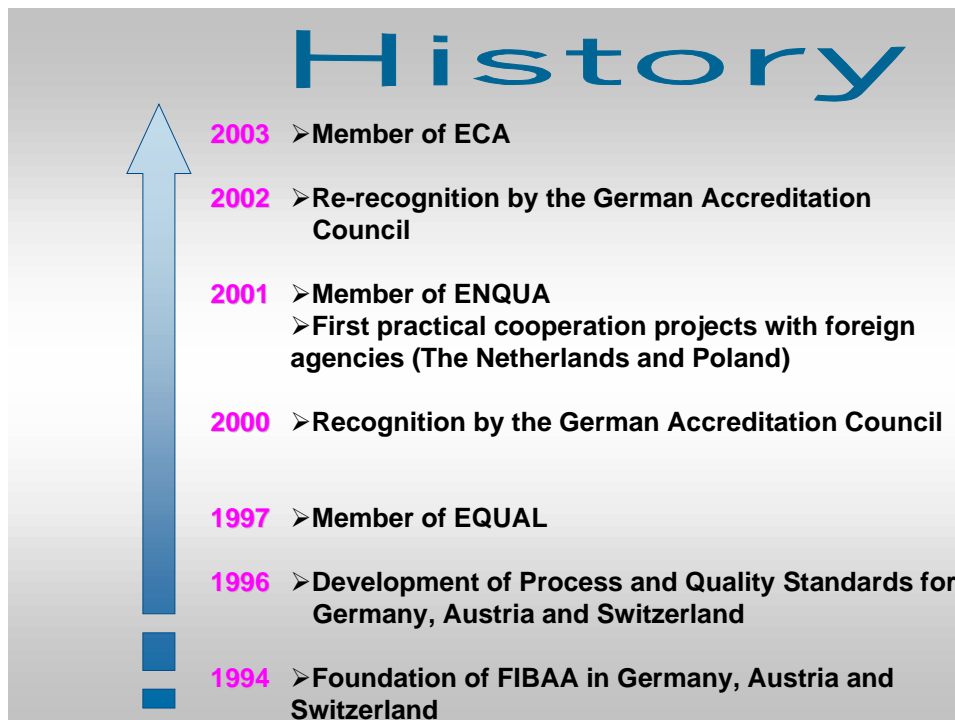 History
2003 ➢Member of ECA
2002 ➢Re-recognition by the German Accreditation
Council
2001 ➢Member of ENQUA
➢First practical cooperation projects with foreign
agencies (The Netherlands and Poland)
2000 ➢Recognition by the German Accreditation Council
1997 ➢Member of EQUAL
1996 ➢Development of Process and Quality Standards for
Germany, Austria and Switzerland
1994 ➢Foundation of FIBAA in Germany, Austria and
Switzerland